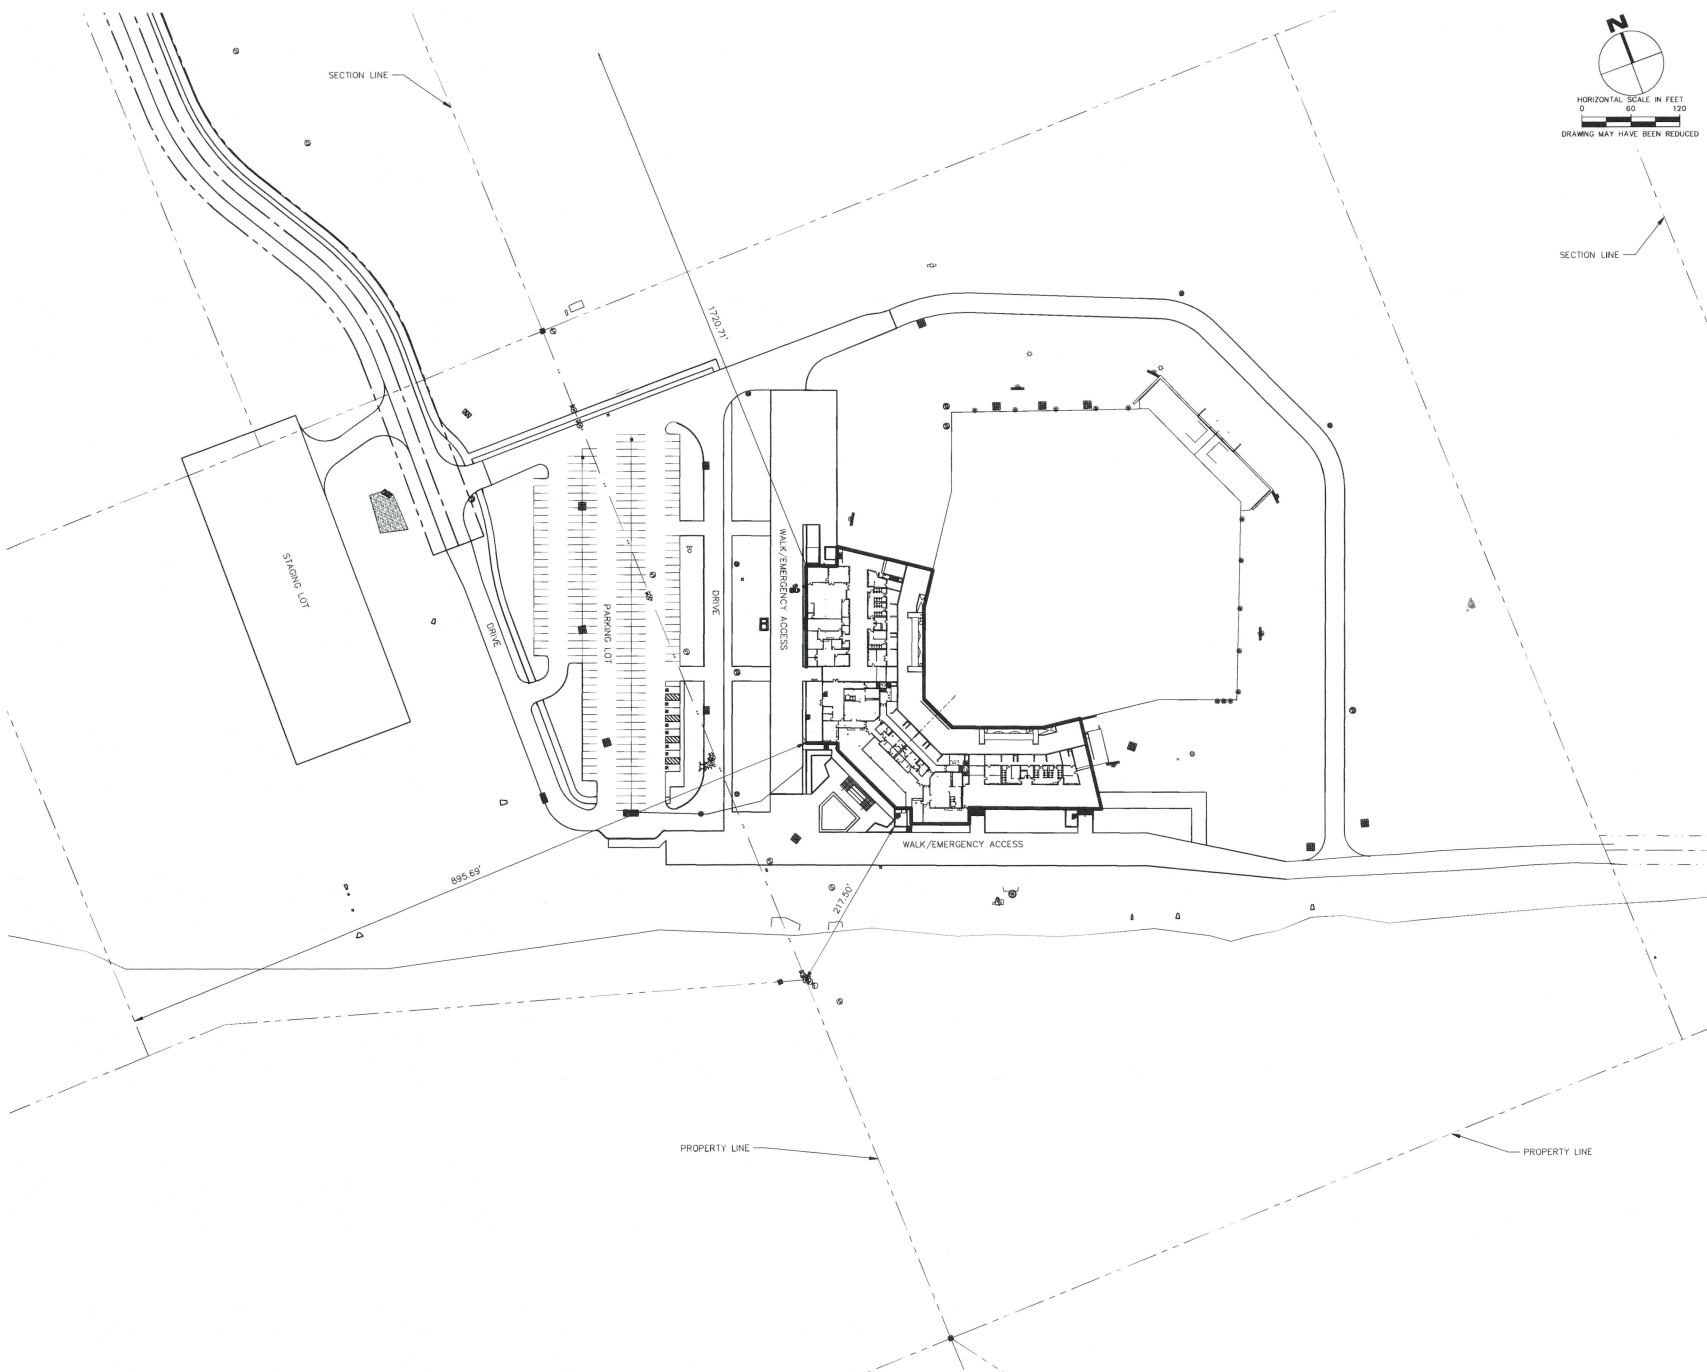 N
SECTION LINE
HORIZONTAL SCALE IN FEET
0 60 120
DRAWING MAY HAVE BEEN REDUCED
SECTION LINE
1720.71'
STAGING LOT
DRIVE
PARKING LOT
DRIVE
WALK/EMERGENCY ACCESS
WALK/EMERGENCY ACCESS
895.69'
217.50'
PROPERTY LINE
PROPERTY LINE